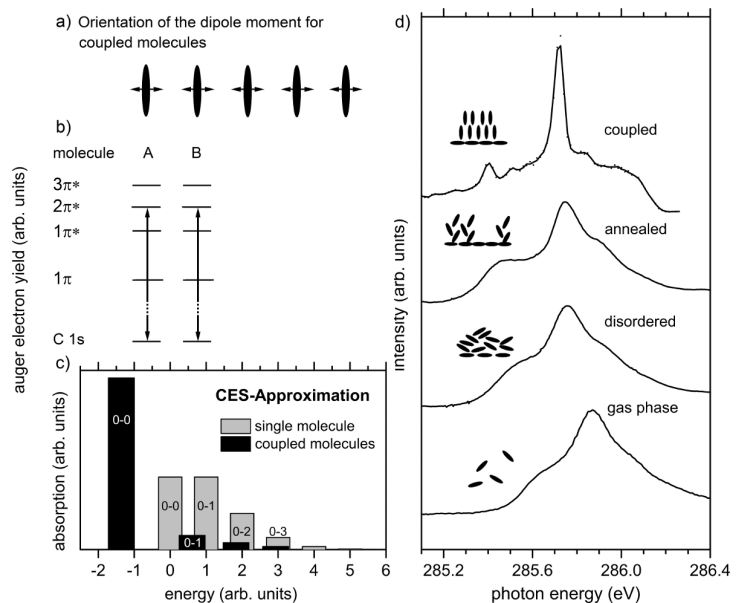 a) Orientation of the dipole moment for
coupled molecules
b)
molecule A B
3π*
2π*
1π*
1π
C 1s
auger electron yield (arb. units)
c)
CES-Approximation
single molecule
coupled molecules
0-0
0-0
0-1
0-1
0-2
0-3
absorption (arb. units)
-2 -1 0 1 2 3 4 5 6
energy (arb. units)
d)
coupled
annealed
disordered
gas phase
intensity (arb. units)
285.2 285.6 286.0 286.4
photon energy (eV)